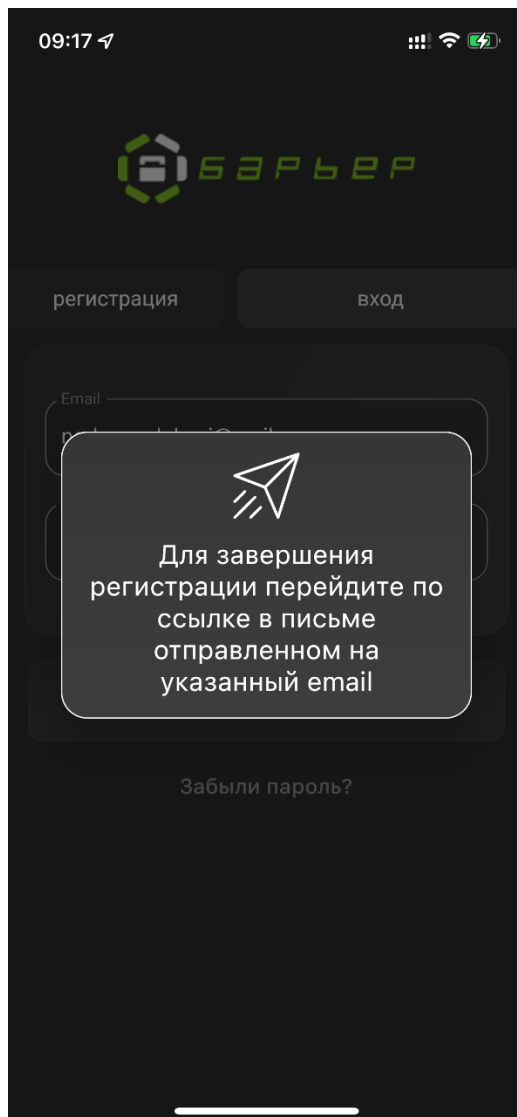 09:17
БАРЬЕР
регистрация вход
Email
Для завершения
регистрации перейдите по
ссылке в письме
отправленном на
указанный email
Забыли пароль?